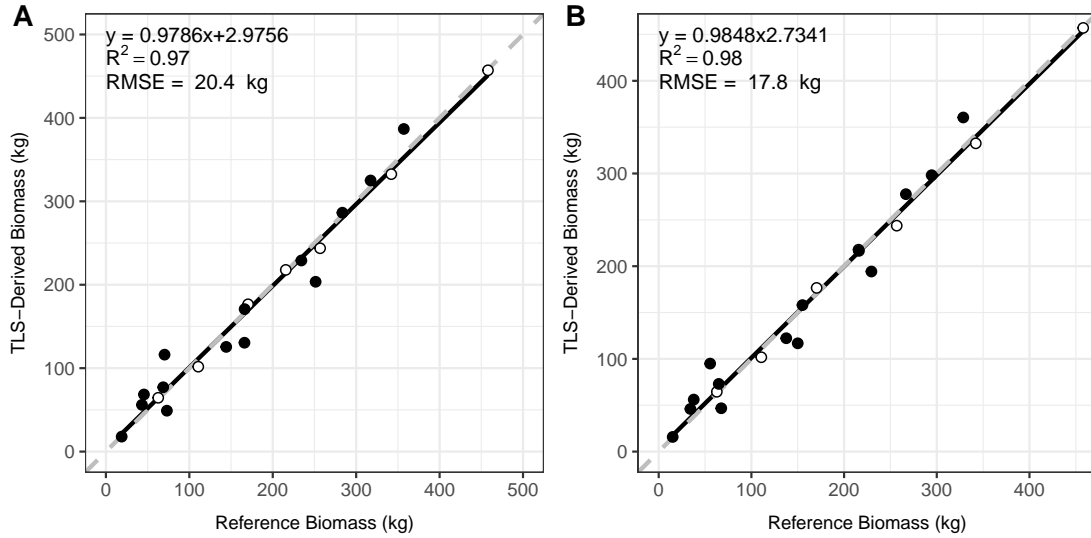 A
y = 0.9786x+2.9756
R² = 0.97
RMSE = 20.4 kg
500
400
300
200
100
0
TLS−Derived Biomass (kg)
0 100 200 300 400 500
Reference Biomass (kg)
B
y = 0.9848x2.7341
R² = 0.98
RMSE = 17.8 kg
400
300
200
100
0
TLS−Derived Biomass (kg)
0 100 200 300 400
Reference Biomass (kg)